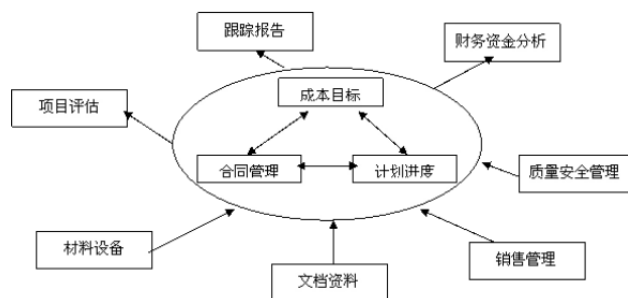 跟踪报告
财务资金分析
成本目标
项目评估
合同管理
计划进度
质量安全管理
材料设备
销售管理
文档资料